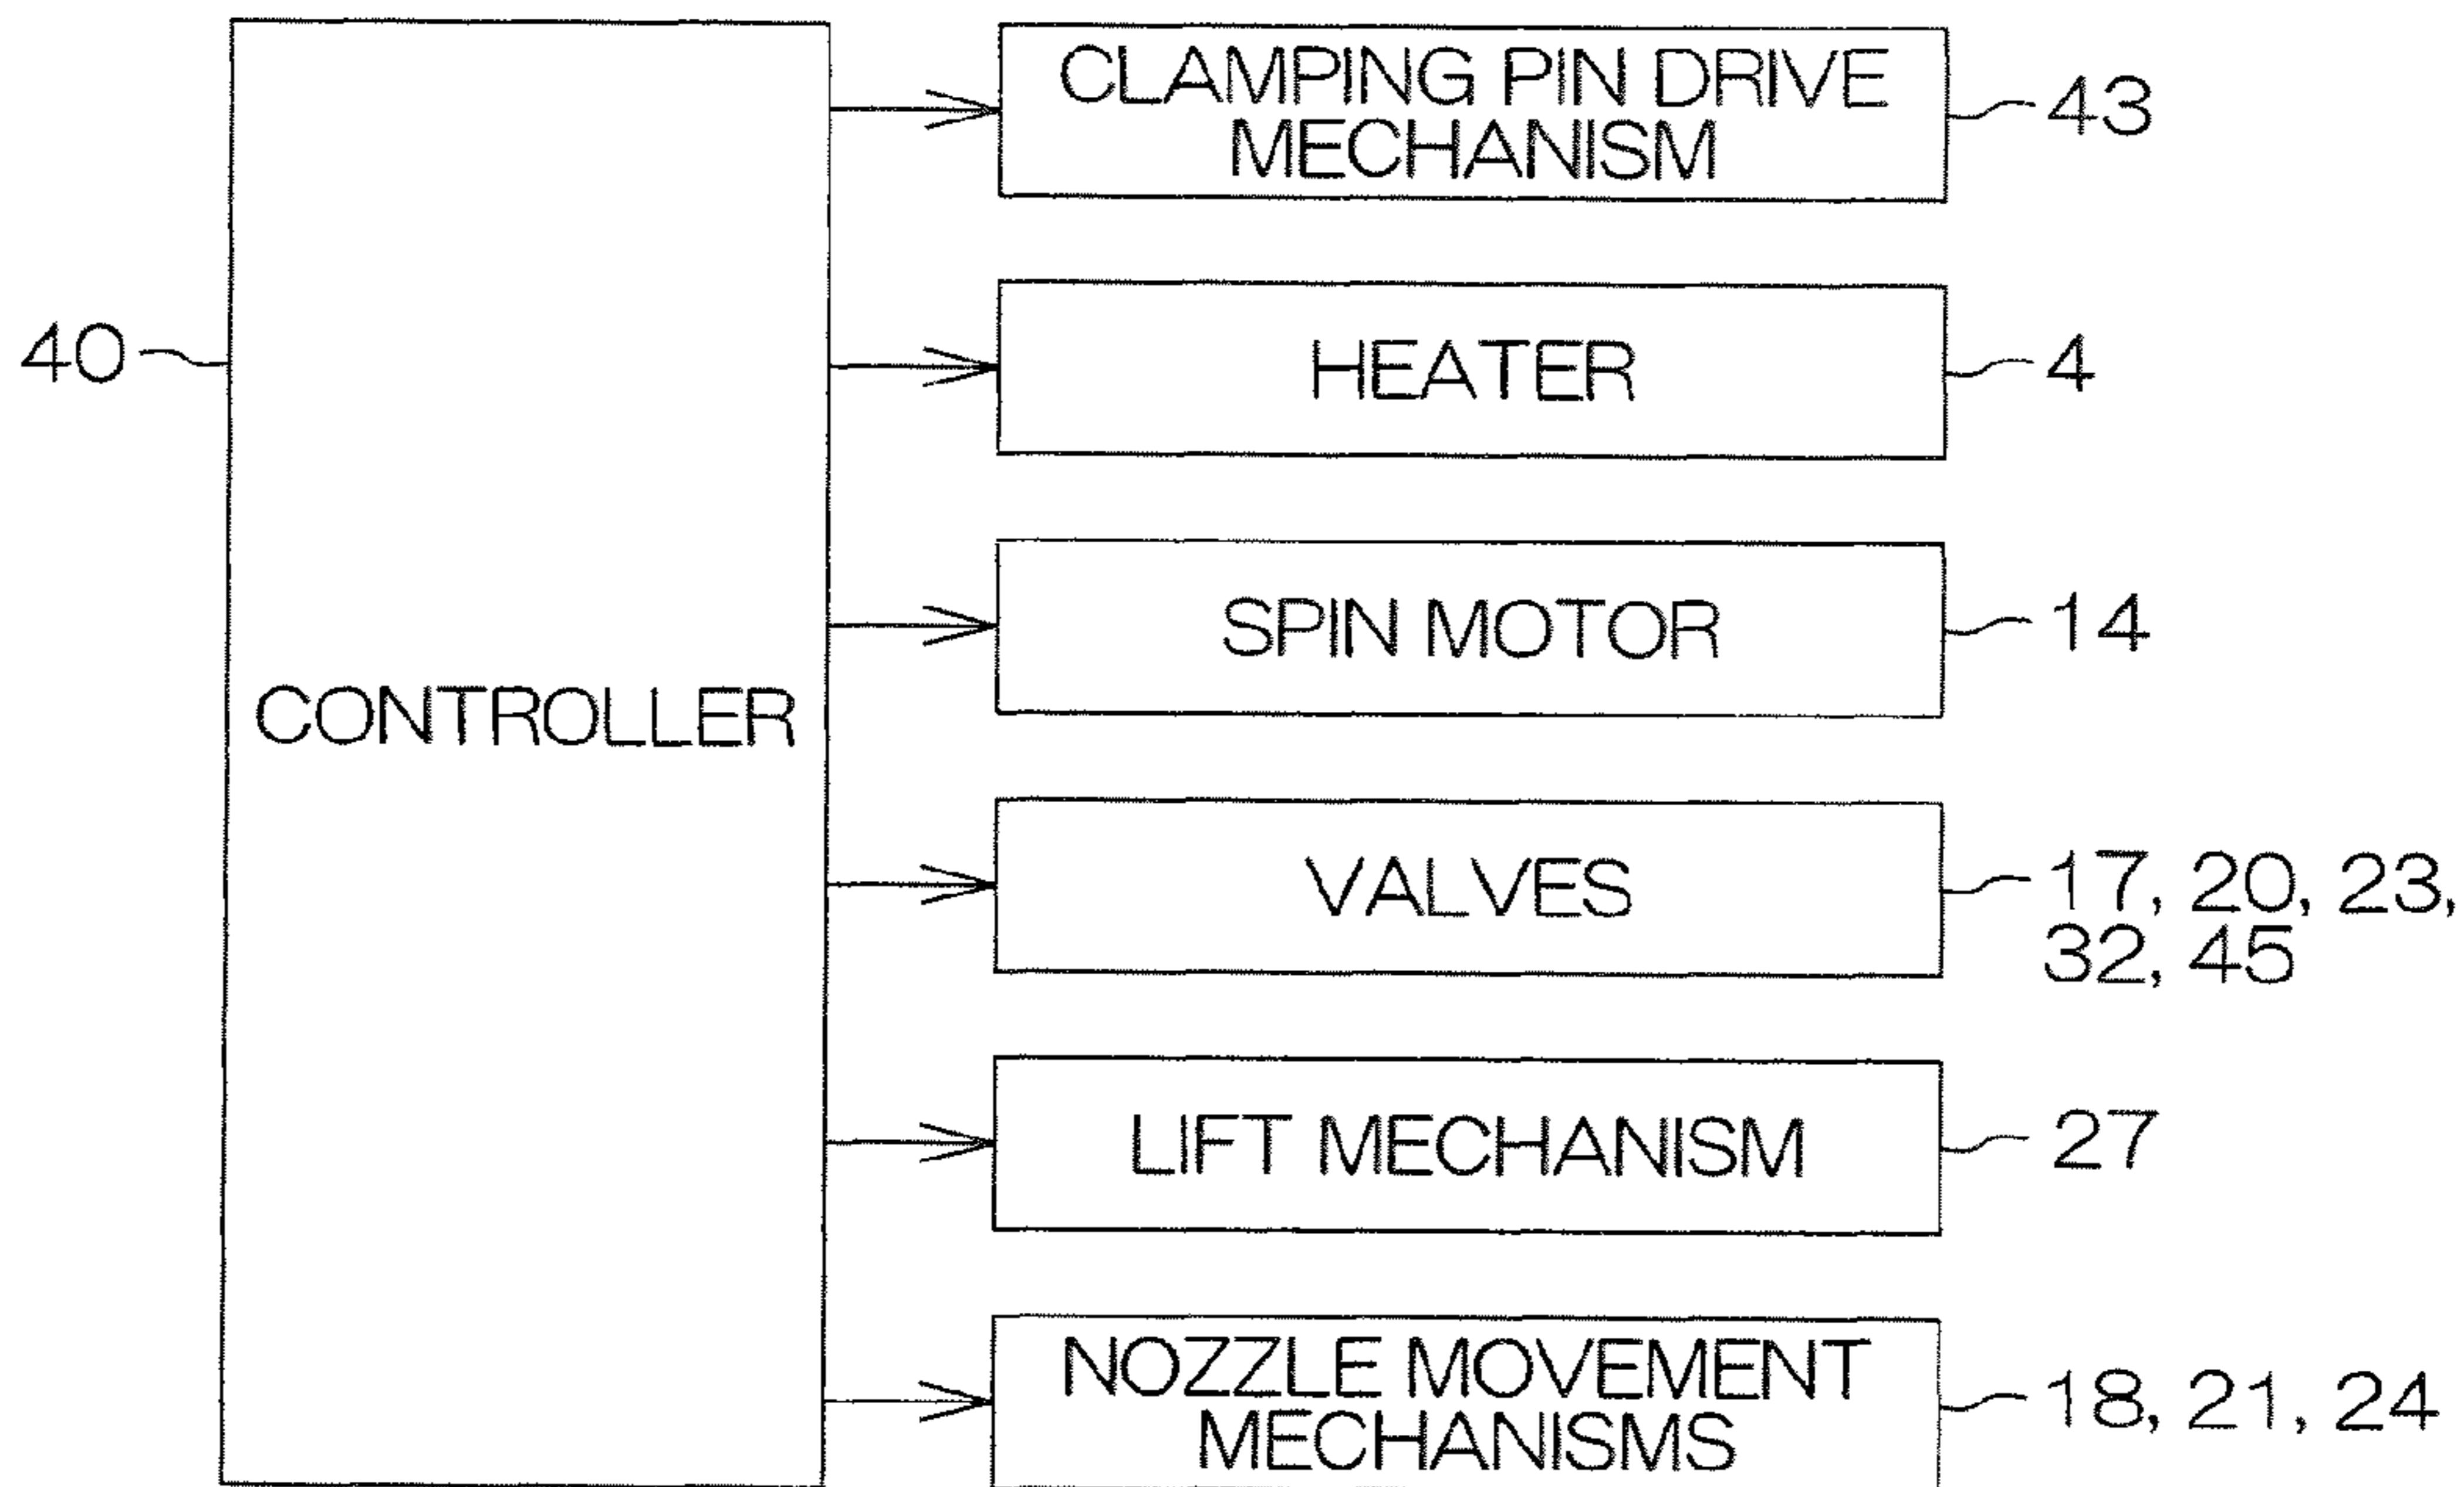 CLAMPING PIN DRIVE
MECHANISM
43
40
HEATER
4
SPIN MOTOR
14
CONTROLLER
VALVES
17, 20, 23,
32, 45
LIFT MECHANISM
27
NOZZLE MOVEMENT
MECHANISMS
18, 21, 24